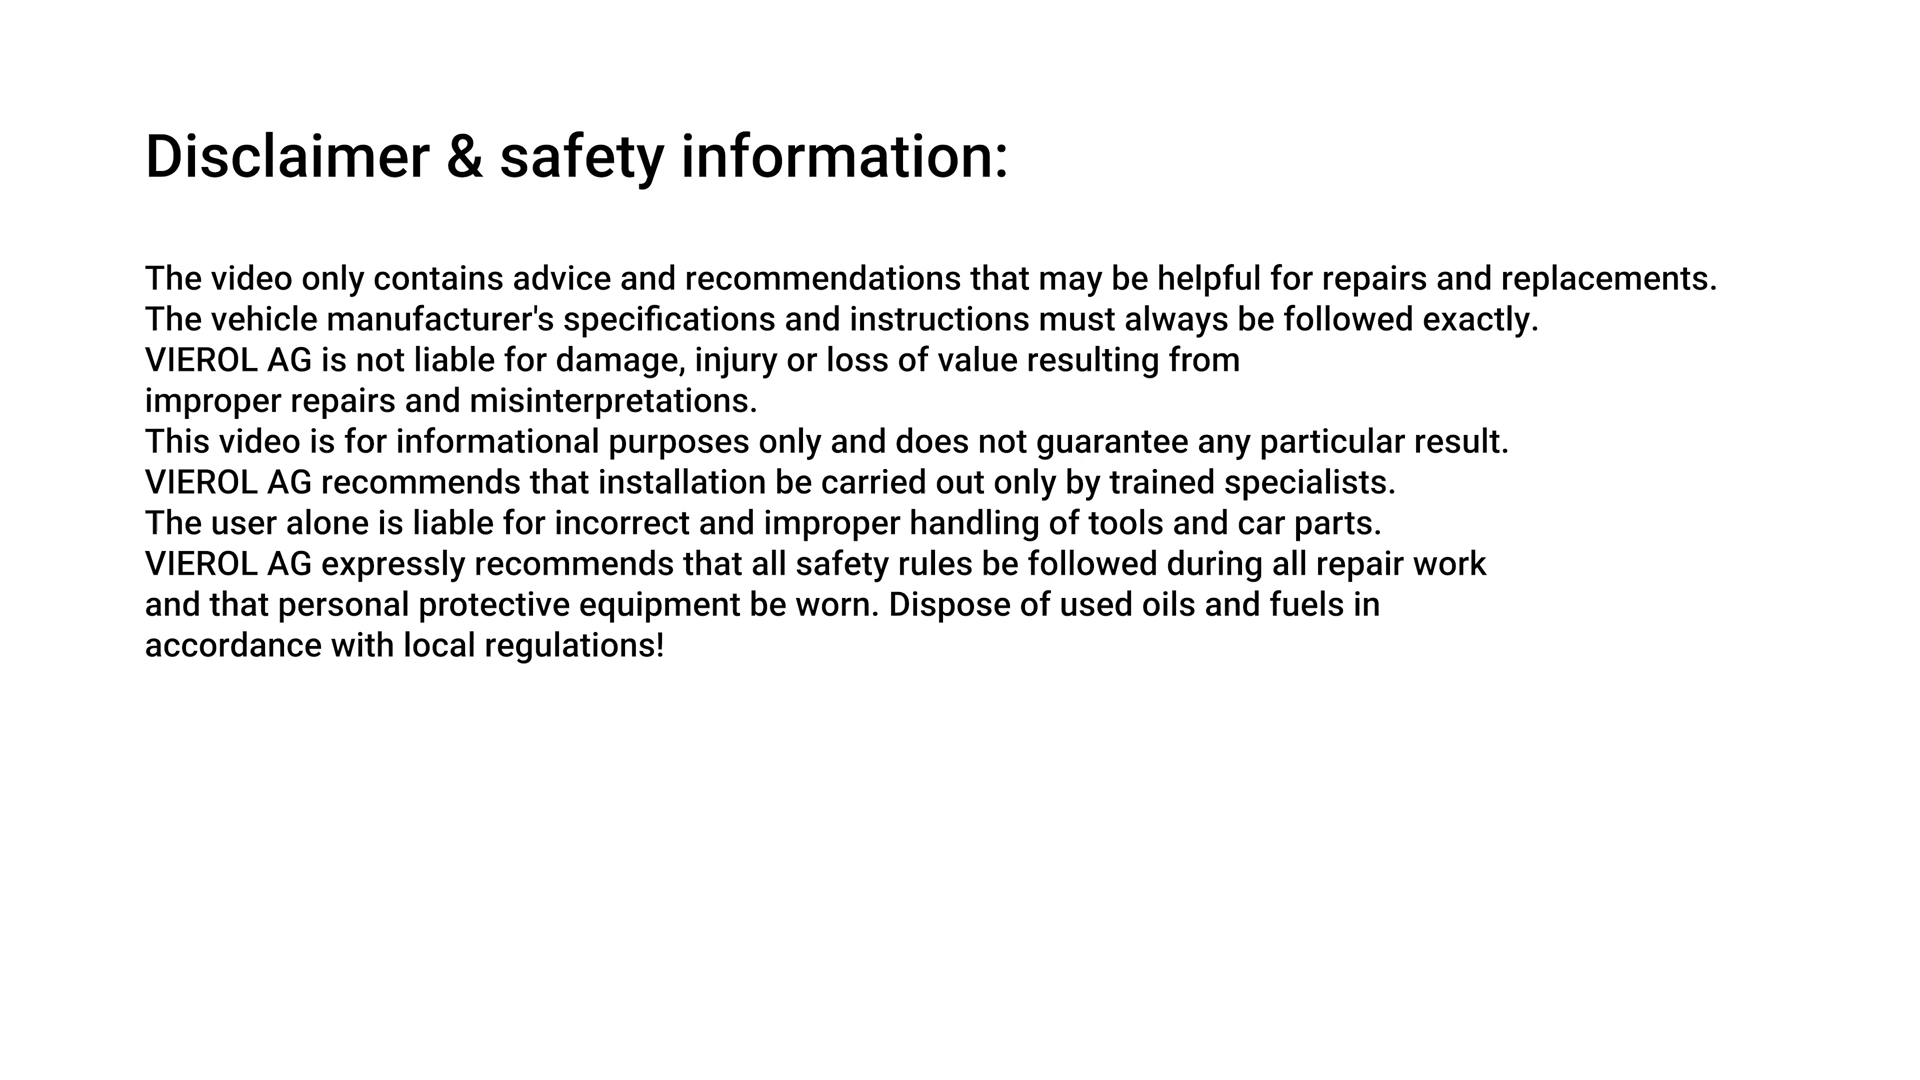 Disclaimer & safety information:
The video only contains advice and recommendations that may be helpful for repairs and replacements.
The vehicle manufacturer's specifications and instructions must always be followed exactly.
VIEROL AG is not liable for damage, injury or loss of value resulting from
improper repairs and misinterpretations.
This video is for informational purposes only and does not guarantee any particular result.
VIEROL AG recommends that installation be carried out only by trained specialists.
The user alone is liable for incorrect and improper handling of tools and car parts.
VIEROL AG expressly recommends that all safety rules be followed during all repair work
and that personal protective equipment be worn. Dispose of used oils and fuels in
accordance with local regulations!